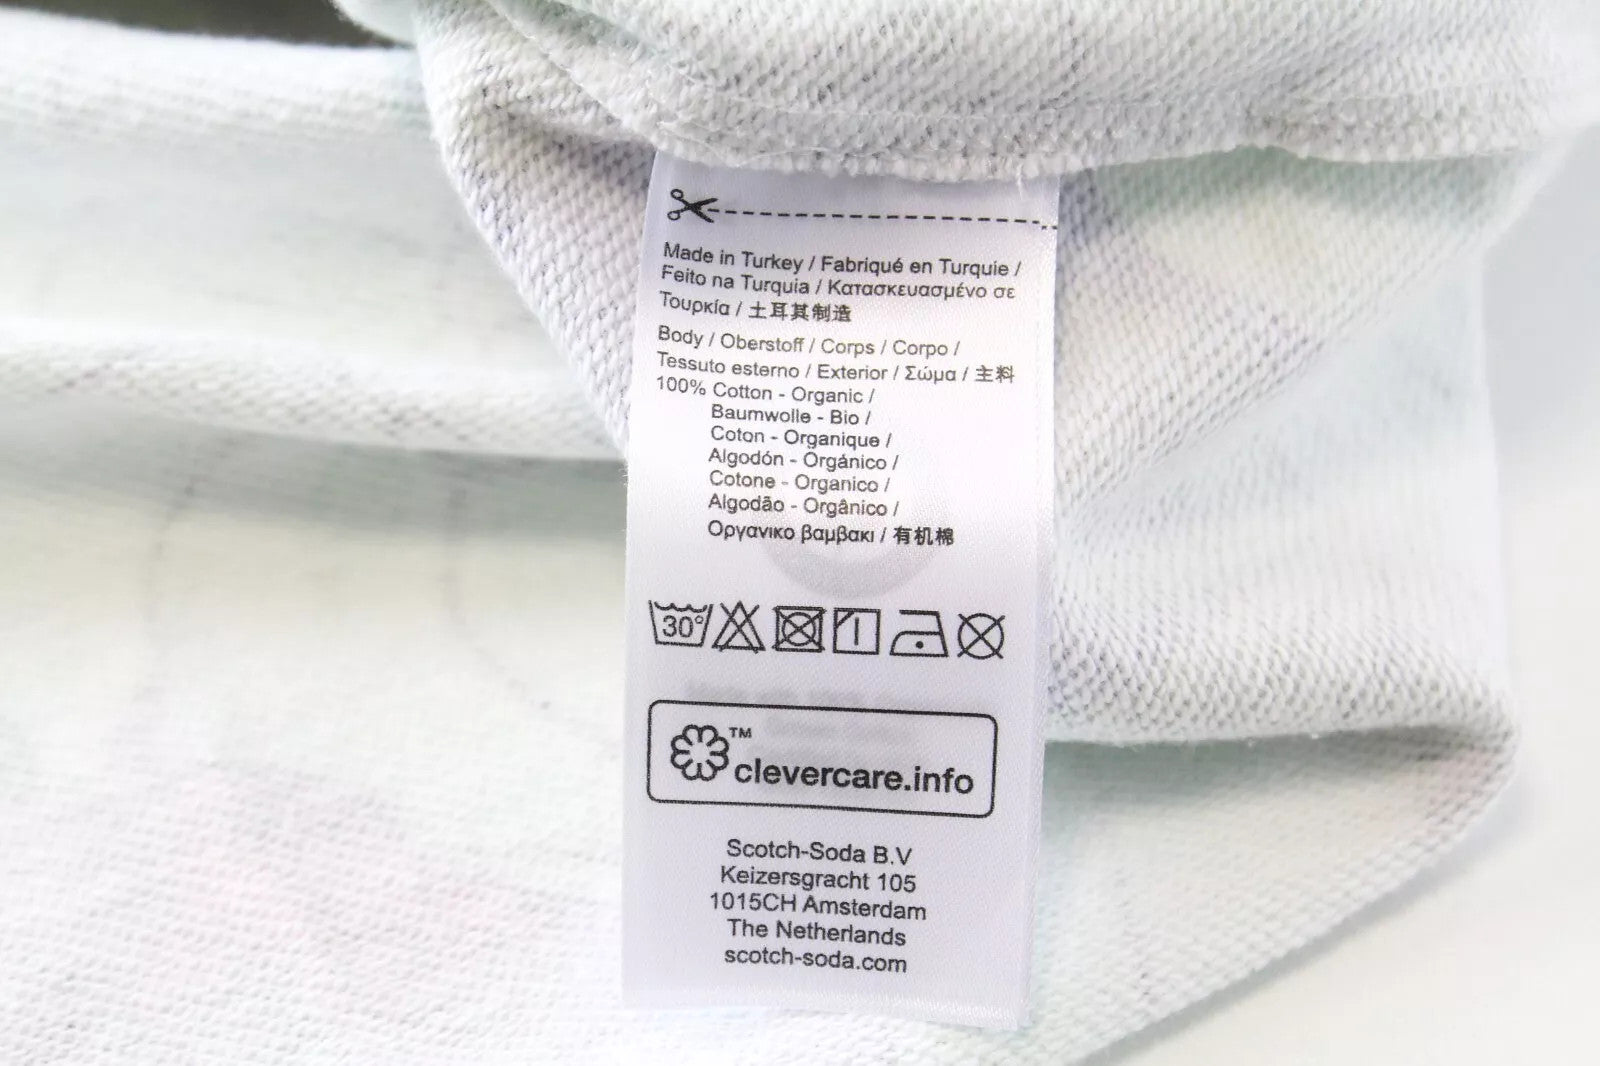 Made in Turkey / Fabriqué en Turquie /
Feito na Turquia / Κατασκευασμένο σε
Τουρκία / 土耳其制造
Body / Oberstoff / Corps / Corpo /
Tessuto esterno / Exterior / Σώμα / 主料
100% Cotton - Organic /
Baumwolle - Bio /
Coton - Organique /
Algodón - Orgánico /
Cotone - Organico /
Algodão - Orgânico /
Οργανικο βαμβακι / 有机棉
30°
TM
clevercare.info
Scotch-Soda B.V
Keizersgracht 105
1015CH Amsterdam
The Netherlands
scotch-soda.com